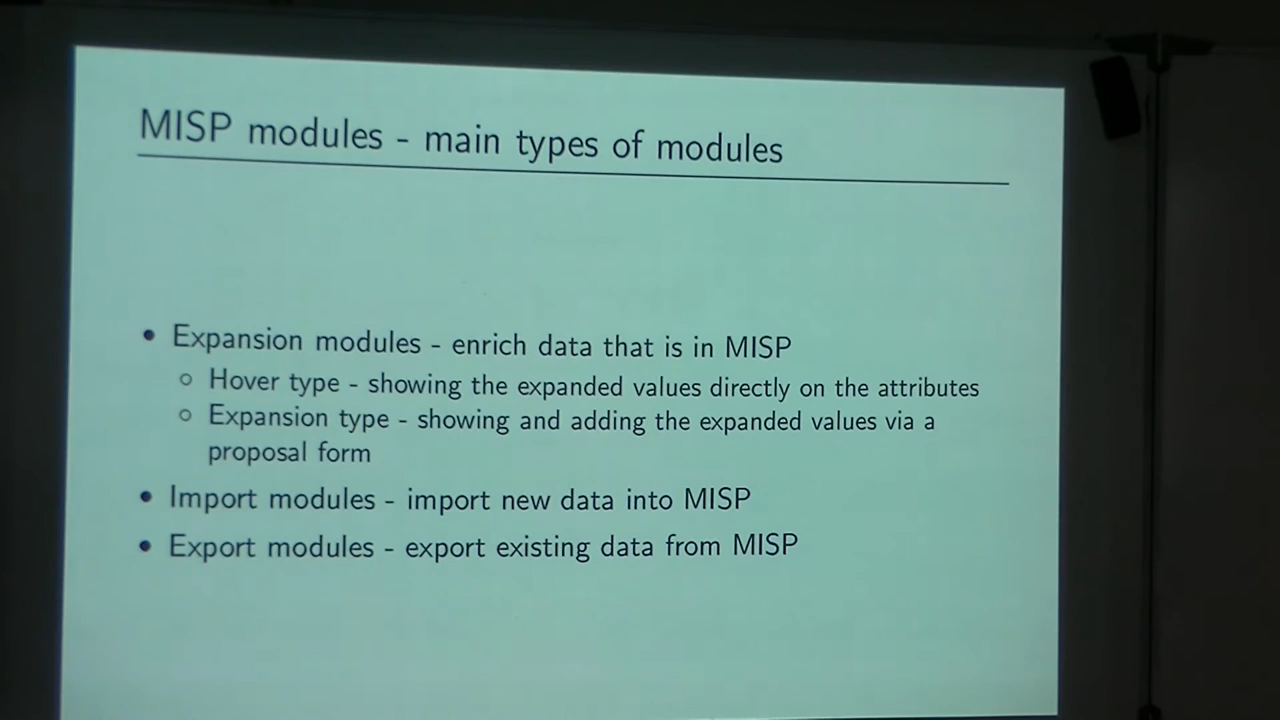 MISP modules - main types of modules
• Expansion modules - enrich data that is in MISP
○ Hover type - showing the expanded values directly on the attributes
○ Expansion type - showing and adding the expanded values via a
proposal form
• Import modules - import new data into MISP
• Export modules - export existing data from MISP